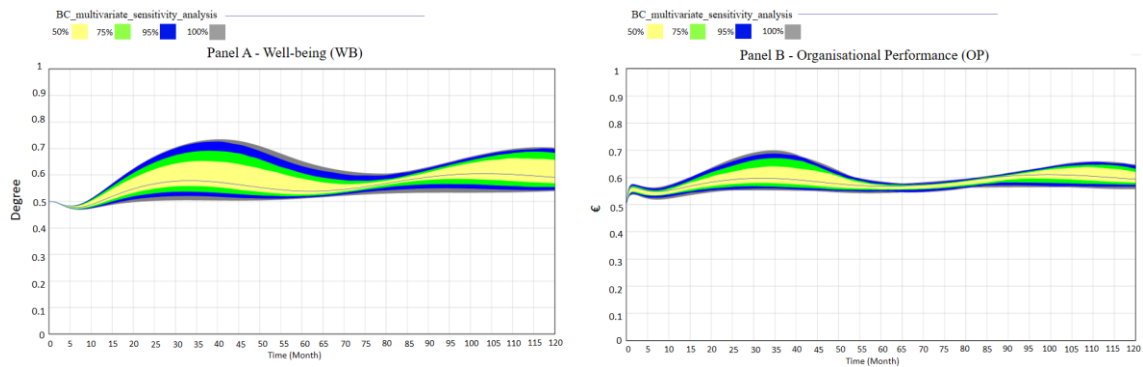 BC_multivariate_sensitivity_analysis
50% 75% 95% 100%
Panel A - Well-being (WB)
1
0.9
0.8
0.7
0.6
0.5
0.4
0.3
0.2
0.1
0
Degree
0 5 10 15 20 25 30 35 40 45 50 55 60 65 70 75 80 85 90 95 100 105 110 115 120
Time (Month)
BC_multivariate_sensitivity_analysis
50% 75% 95% 100%
Panel B - Organisational Performance (OP)
1
0.9
0.8
0.7
0.6
0.5
0.4
0.3
0.2
0.1
0
€
0 5 10 15 20 25 30 35 40 45 50 55 60 65 70 75 80 85 90 95 100 105 110 115 120
Time (Month)